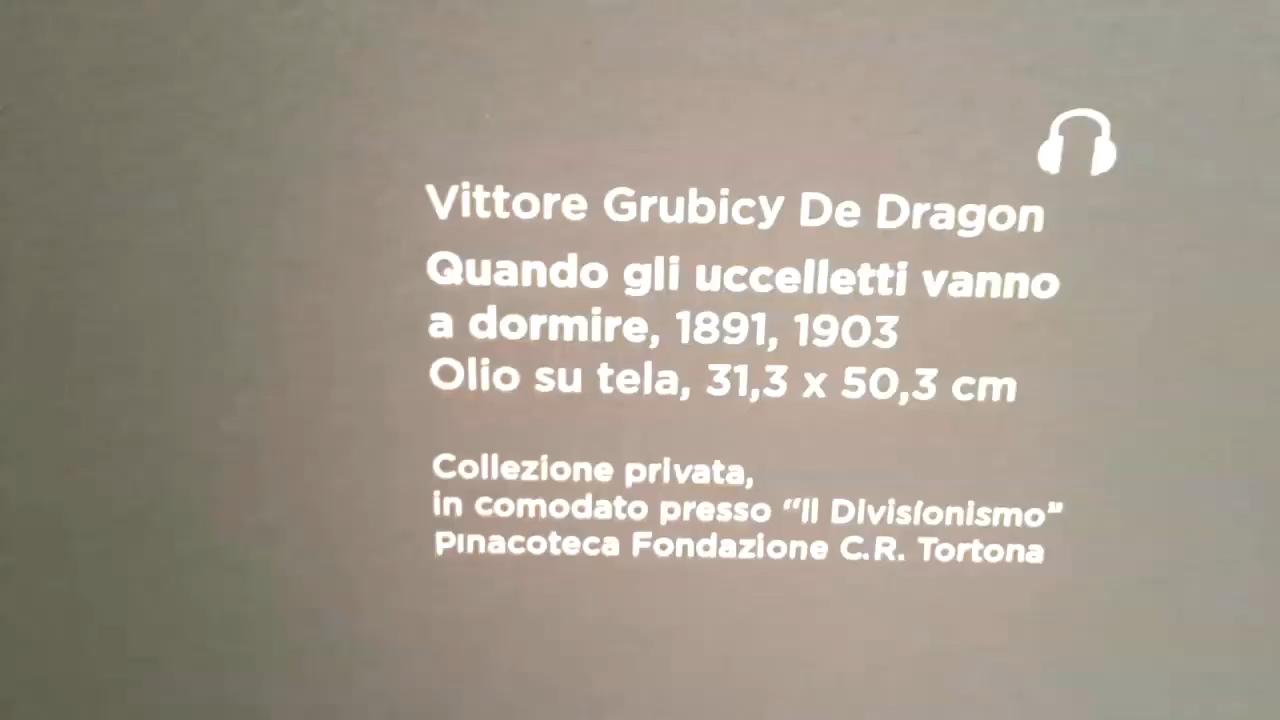 Vittore Grubicy De Dragon
Quando gli uccelletti vanno
a dormire, 1891, 1903
Olio su tela, 31,3 x 50,3 cm
Collezione privata,
in comodato presso “Il Divisionismo”
Pinacoteca Fondazione C.R. Tortona